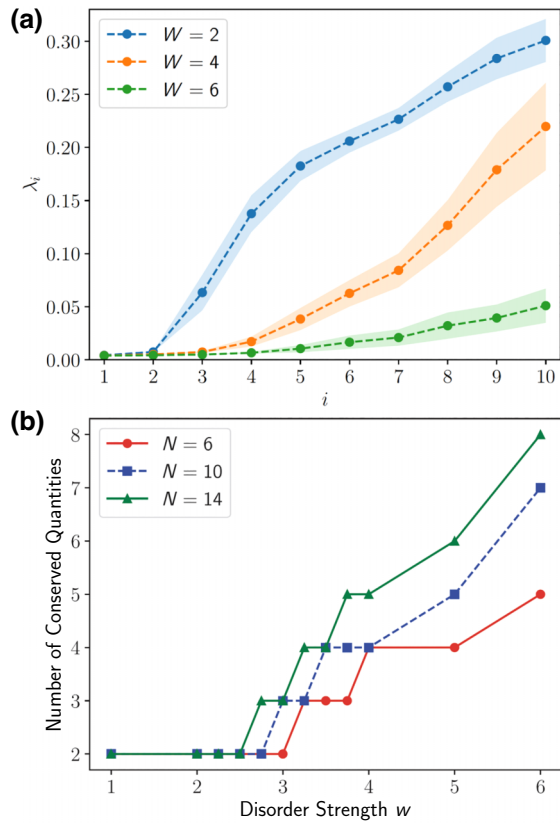 (a)
W = 2
W = 4
W = 6
0.30
0.25
0.20
0.15
0.10
0.05
0.00
λi
1 2 3 4 5 6 7 8 9 10
i
(b)
N = 6
N = 10
N = 14
8
7
6
5
4
3
2
Number of Conserved Quantities
1 2 3 4 5 6
Disorder Strength w